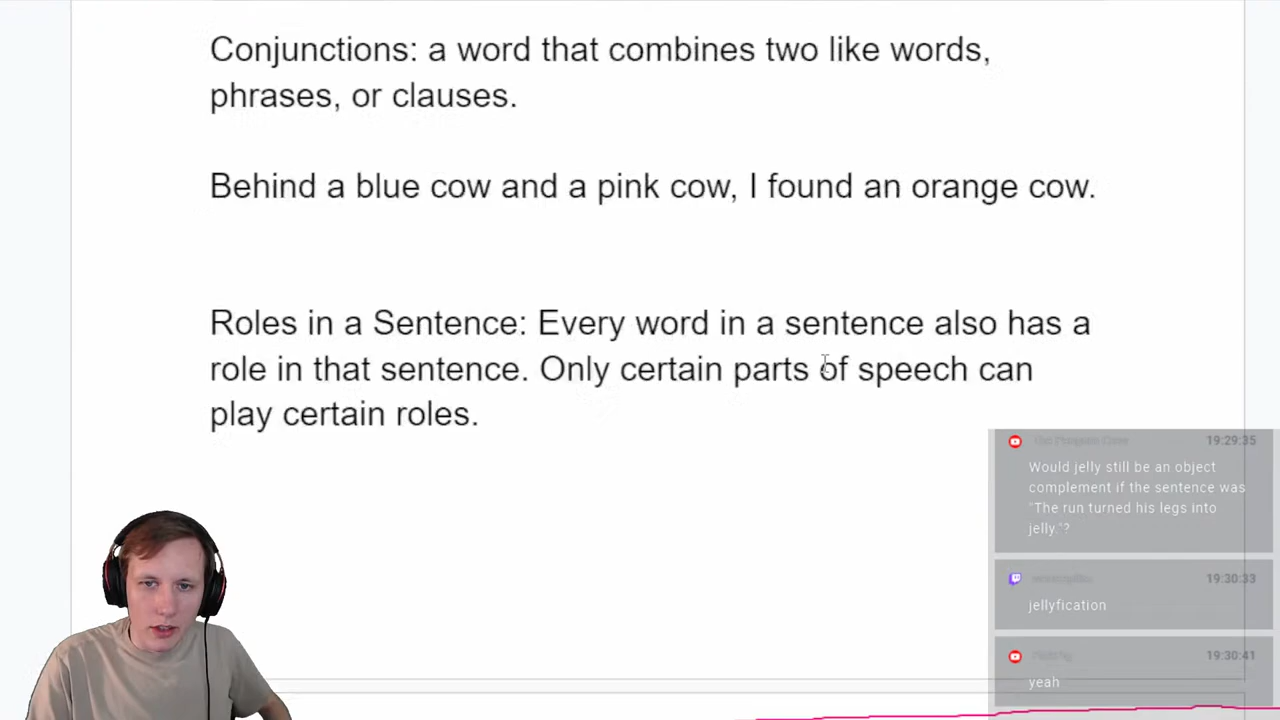 Conjunctions: a word that combines two like words,
phrases, or clauses.
Behind a blue cow and a pink cow, I found an orange cow.
Roles in a Sentence: Every word in a sentence also has a
role in that sentence. Only certain parts of speech can
play certain roles.
19:29:35
Would jelly still be an object
complement if the sentence was
"The run turned his legs into
jelly."?
19:30:33
jellyfication
19:30:41
yeah